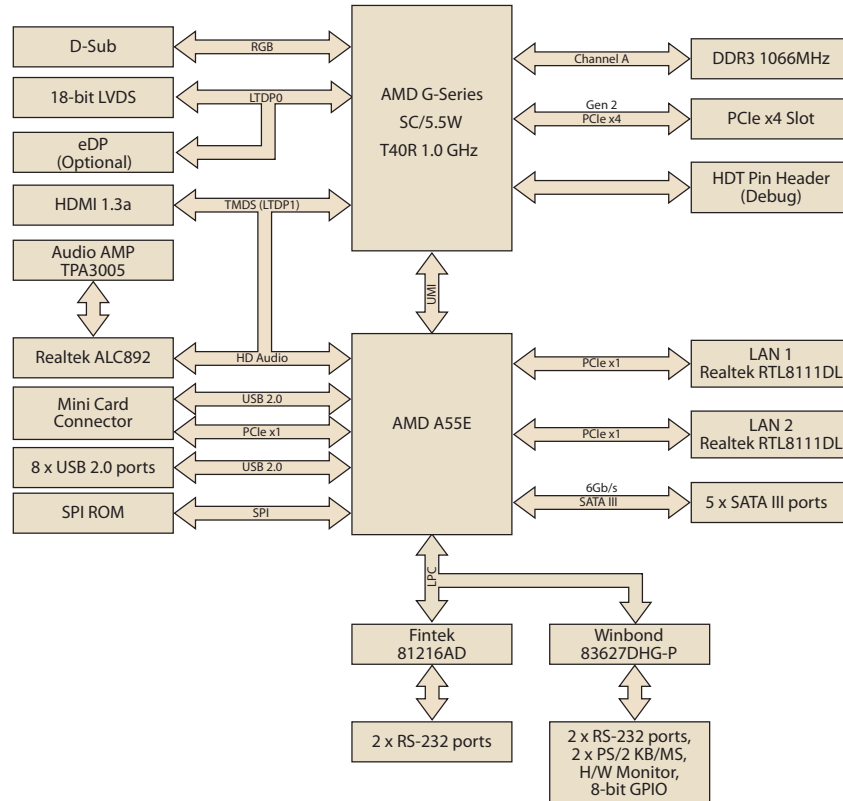 D-Sub
RGB
18-bit LVDS
LTDP0
eDP
(Optional)
HDMI 1.3a
TMDS (LTDP1)
Audio AMP
TPA3005
Realtek ALC892
HD Audio
Mini Card
Connector
USB 2.0
PCIe x1
8 x USB 2.0 ports
USB 2.0
SPI ROM
SPI
AMD G-Series
SC/5.5W
T40R 1.0 GHz
UMI
AMD A55E
Channel A
DDR3 1066MHz
Gen 2
PCIe x4
PCIe x4 Slot
HDT Pin Header
(Debug)
PCIe x1
LAN 1
Realtek RTL8111DL
PCIe x1
LAN 2
Realtek RTL8111DL
6Gb/s
SATA III
5 x SATA III ports
LPC
Fintek
81216AD
Winbond
83627DHG-P
2 x RS-232 ports
2 x RS-232 ports,
2 x PS/2 KB/MS,
H/W Monitor,
8-bit GPIO